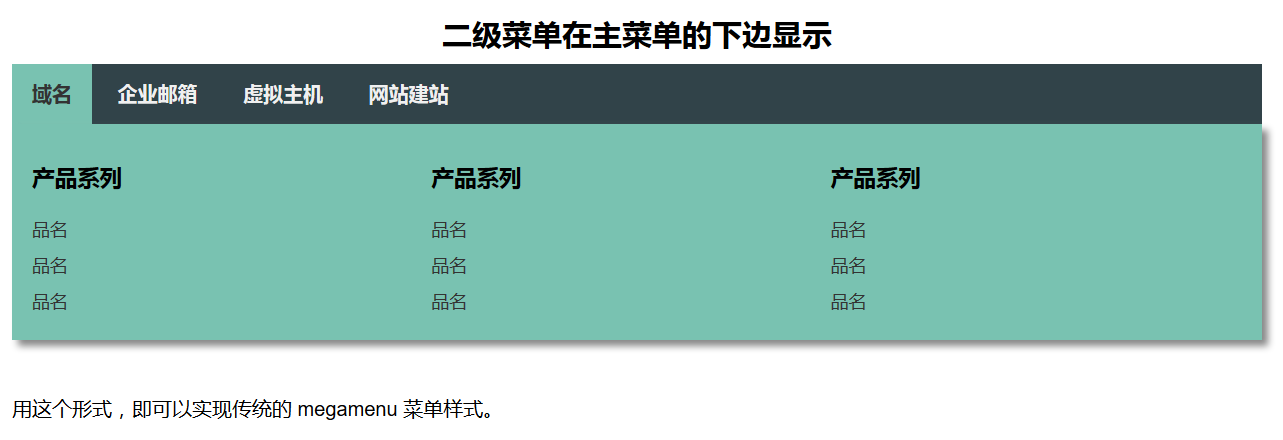 二级菜单在主菜单的下边显示
域名 企业邮箱 虚拟主机 网站建站
产品系列 产品系列 产品系列
品名 品名 品名
品名 品名 品名
品名 品名 品名
用这个形式，即可以实现传统的 megamenu 菜单样式。